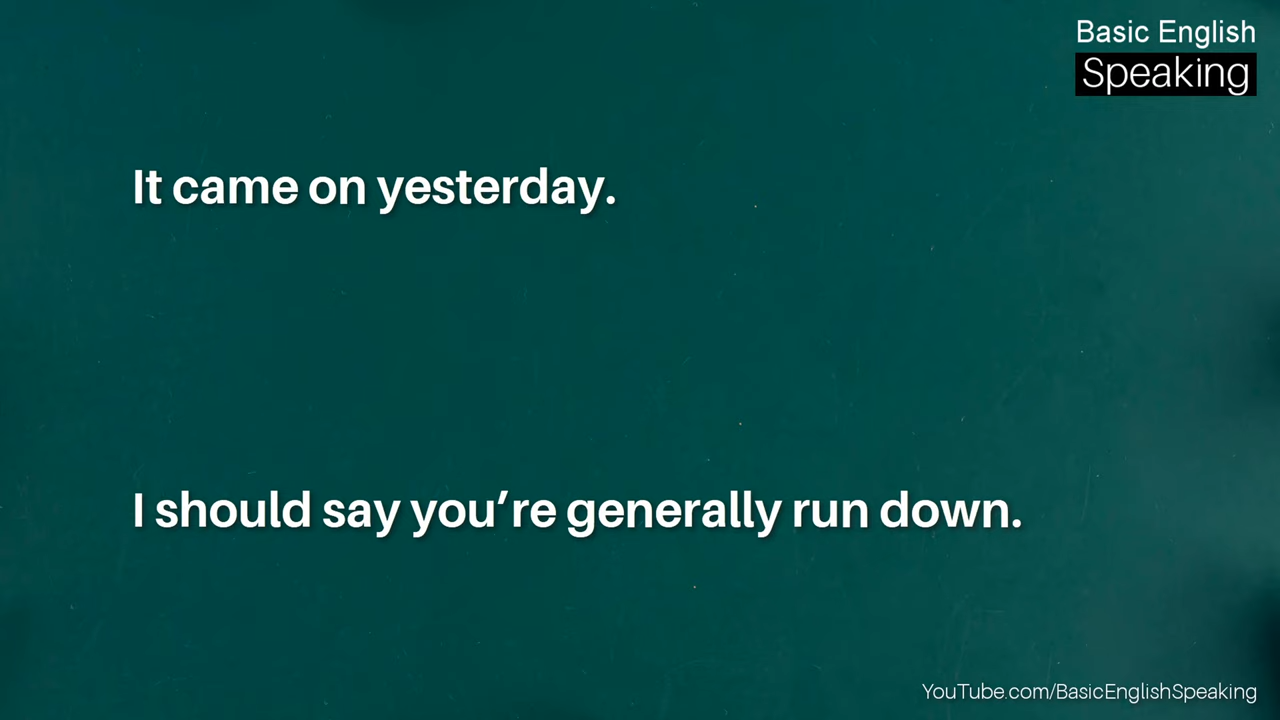 Basic English
Speaking
It came on yesterday.
I should say you’re generally run down.
YouTube.com/BasicEnglishSpeaking